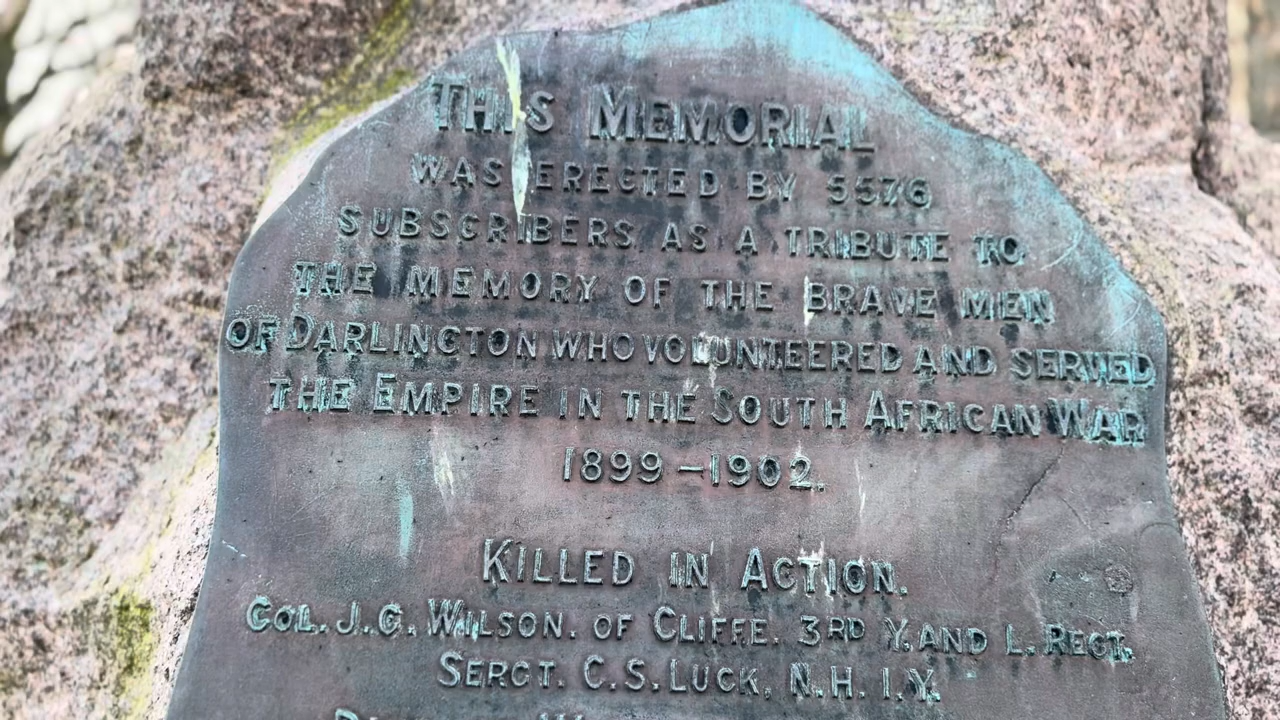 THIS MEMORIAL
WAS ERECTED BY 5576
SUBSCRIBERS AS A TRIBUTE TO
THE MEMORY OF THE BRAVE MEN
OF DARLINGTON WHO VOLUNTEERED AND SERVED
THE EMPIRE IN THE SOUTH AFRICAN WAR
1899–1902.
KILLED IN ACTION.
COL. J. G. WILSON. OF CLIFFE. 3RD Y. AND L. REGT.
SERGT. C. S. LUCK, N. H. I. Y.